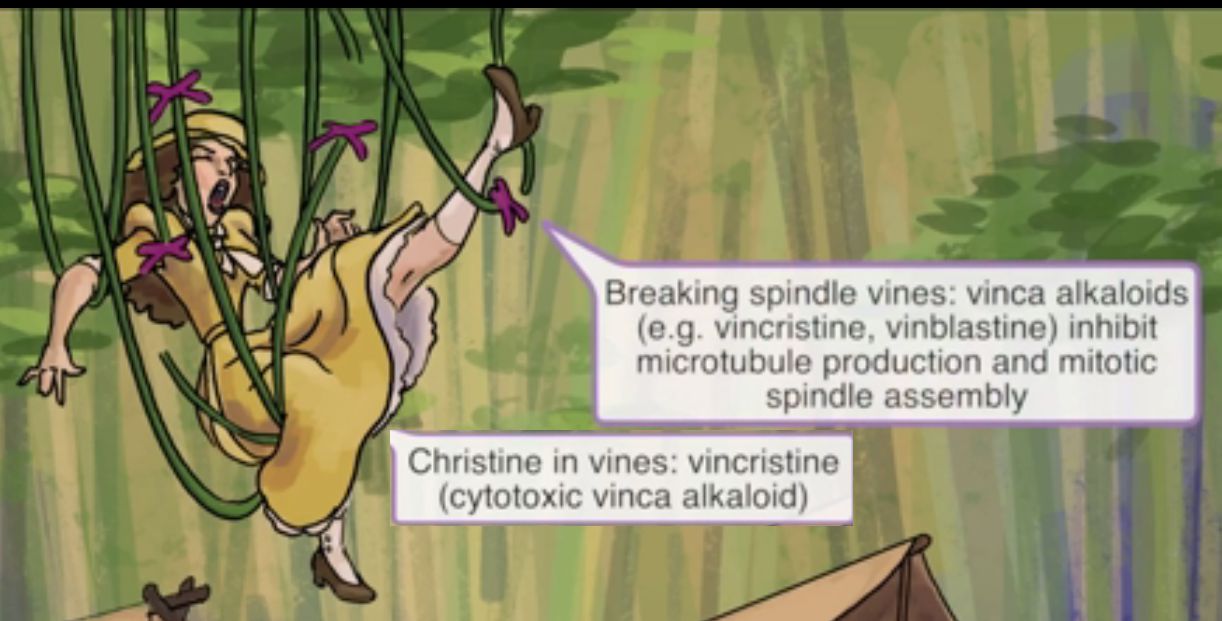 Breaking spindle vines: vinca alkaloids
(e.g. vincristine, vinblastine) inhibit
microtubule production and mitotic
spindle assembly
Christine in vines: vincristine
(cytotoxic vinca alkaloid)